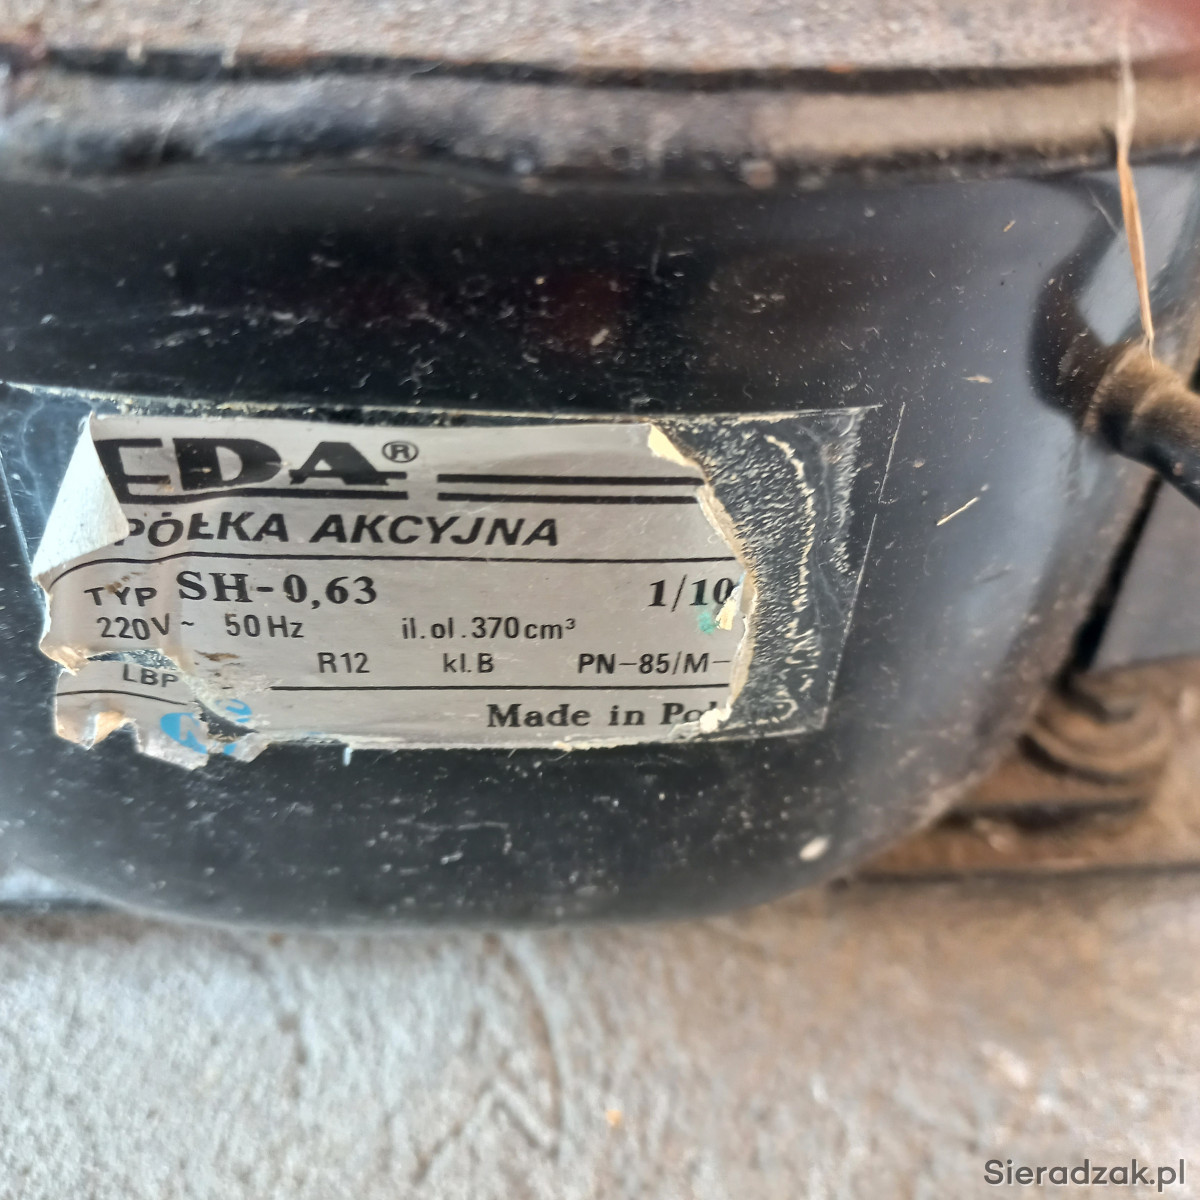 EDA®
PÓŁKA AKCYJNA
TYP SH-0,63 1/10
220V~ 50Hz il.ol.370cm³
LBP R12 kl.B PN-85/M-
Made in Pol
Sieradzak.pl